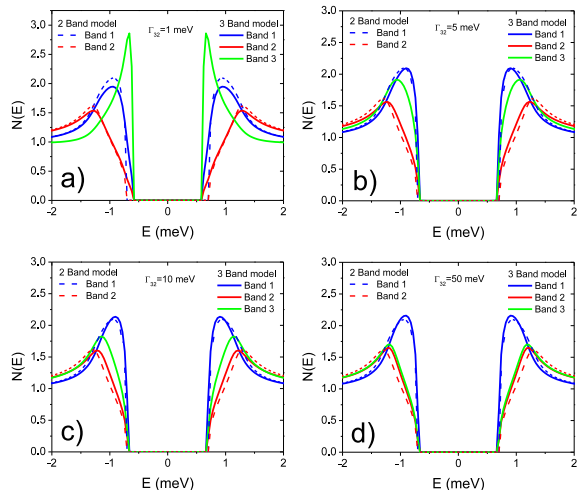 2 Band model
Band 1
Band 2
Γ32=1 meV
3 Band model
Band 1
Band 2
Band 3
N(E)
3.0
2.5
2.0
1.5
1.0
0.5
0.0
a)
-2 -1 0 1 2
E (meV)
2 Band model
Band 1
Band 2
Γ32=5 meV
3 Band model
Band 1
Band 2
Band 3
N(E)
3.0
2.5
2.0
1.5
1.0
0.5
0.0
b)
-2 -1 0 1 2
E (meV)
2 Band model
Band 1
Band 2
Γ32=10 meV
3 Band model
Band 1
Band 2
Band 3
N(E)
3.0
2.5
2.0
1.5
1.0
0.5
0.0
c)
-2 -1 0 1 2
E (meV)
2 Band model
Band 1
Band 2
Γ32=50 meV
3 Band model
Band 1
Band 2
Band 3
N(E)
3.0
2.5
2.0
1.5
1.0
0.5
0.0
d)
-2 -1 0 1 2
E (meV)